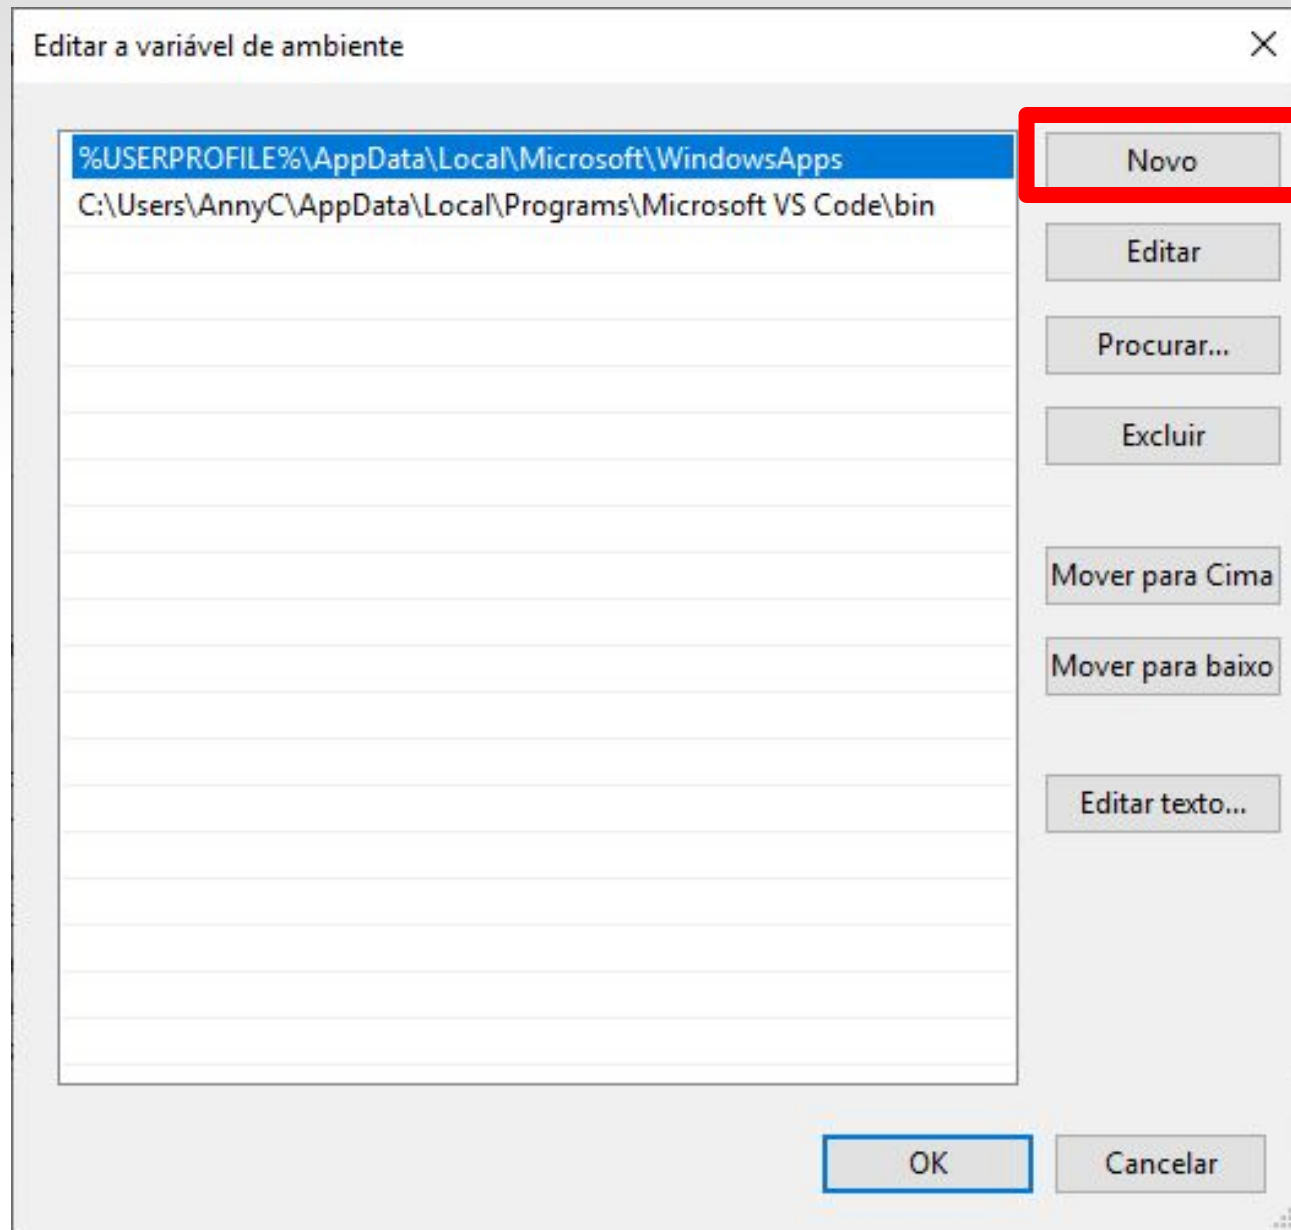 Editar a variável de ambiente
%USERPROFILE%\AppData\Local\Microsoft\WindowsApps
C:\Users\AnnyC\AppData\Local\Programs\Microsoft VS Code\bin
Novo
Editar
Procurar...
Excluir
Mover para Cima
Mover para baixo
Editar texto...
OK
Cancelar